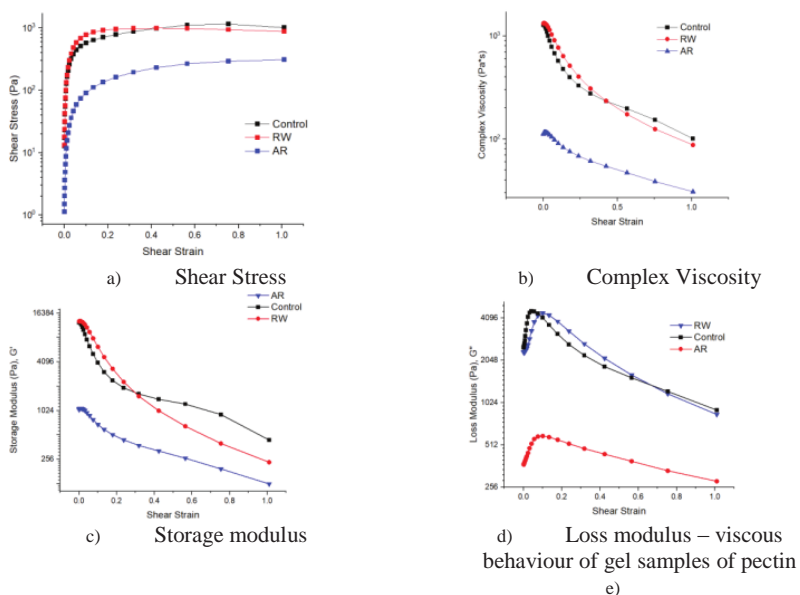 Shear Stress (Pa)
10³
10²
10¹
10⁰
Control
RW
AR
0.0 0.2 0.4 0.6 0.8 1.0
Shear Strain
a) Shear Stress
Complex Viscosity (Pa*s)
10³
10²
Control
RW
AR
0.0 0.5 1.0
Shear Strain
b) Complex Viscosity
Storage Modulus (Pa), G'
16384
4096
1024
256
AR
Control
RW
0.0 0.2 0.4 0.6 0.8 1.0
Shear Strain
c) Storage modulus
Loss Modulus (Pa), G"
4096
2048
1024
512
256
RW
Control
AR
0.0 0.2 0.4 0.6 0.8 1.0
Shear Strain
d) Loss modulus – viscous
behaviour of gel samples of pectin
e)